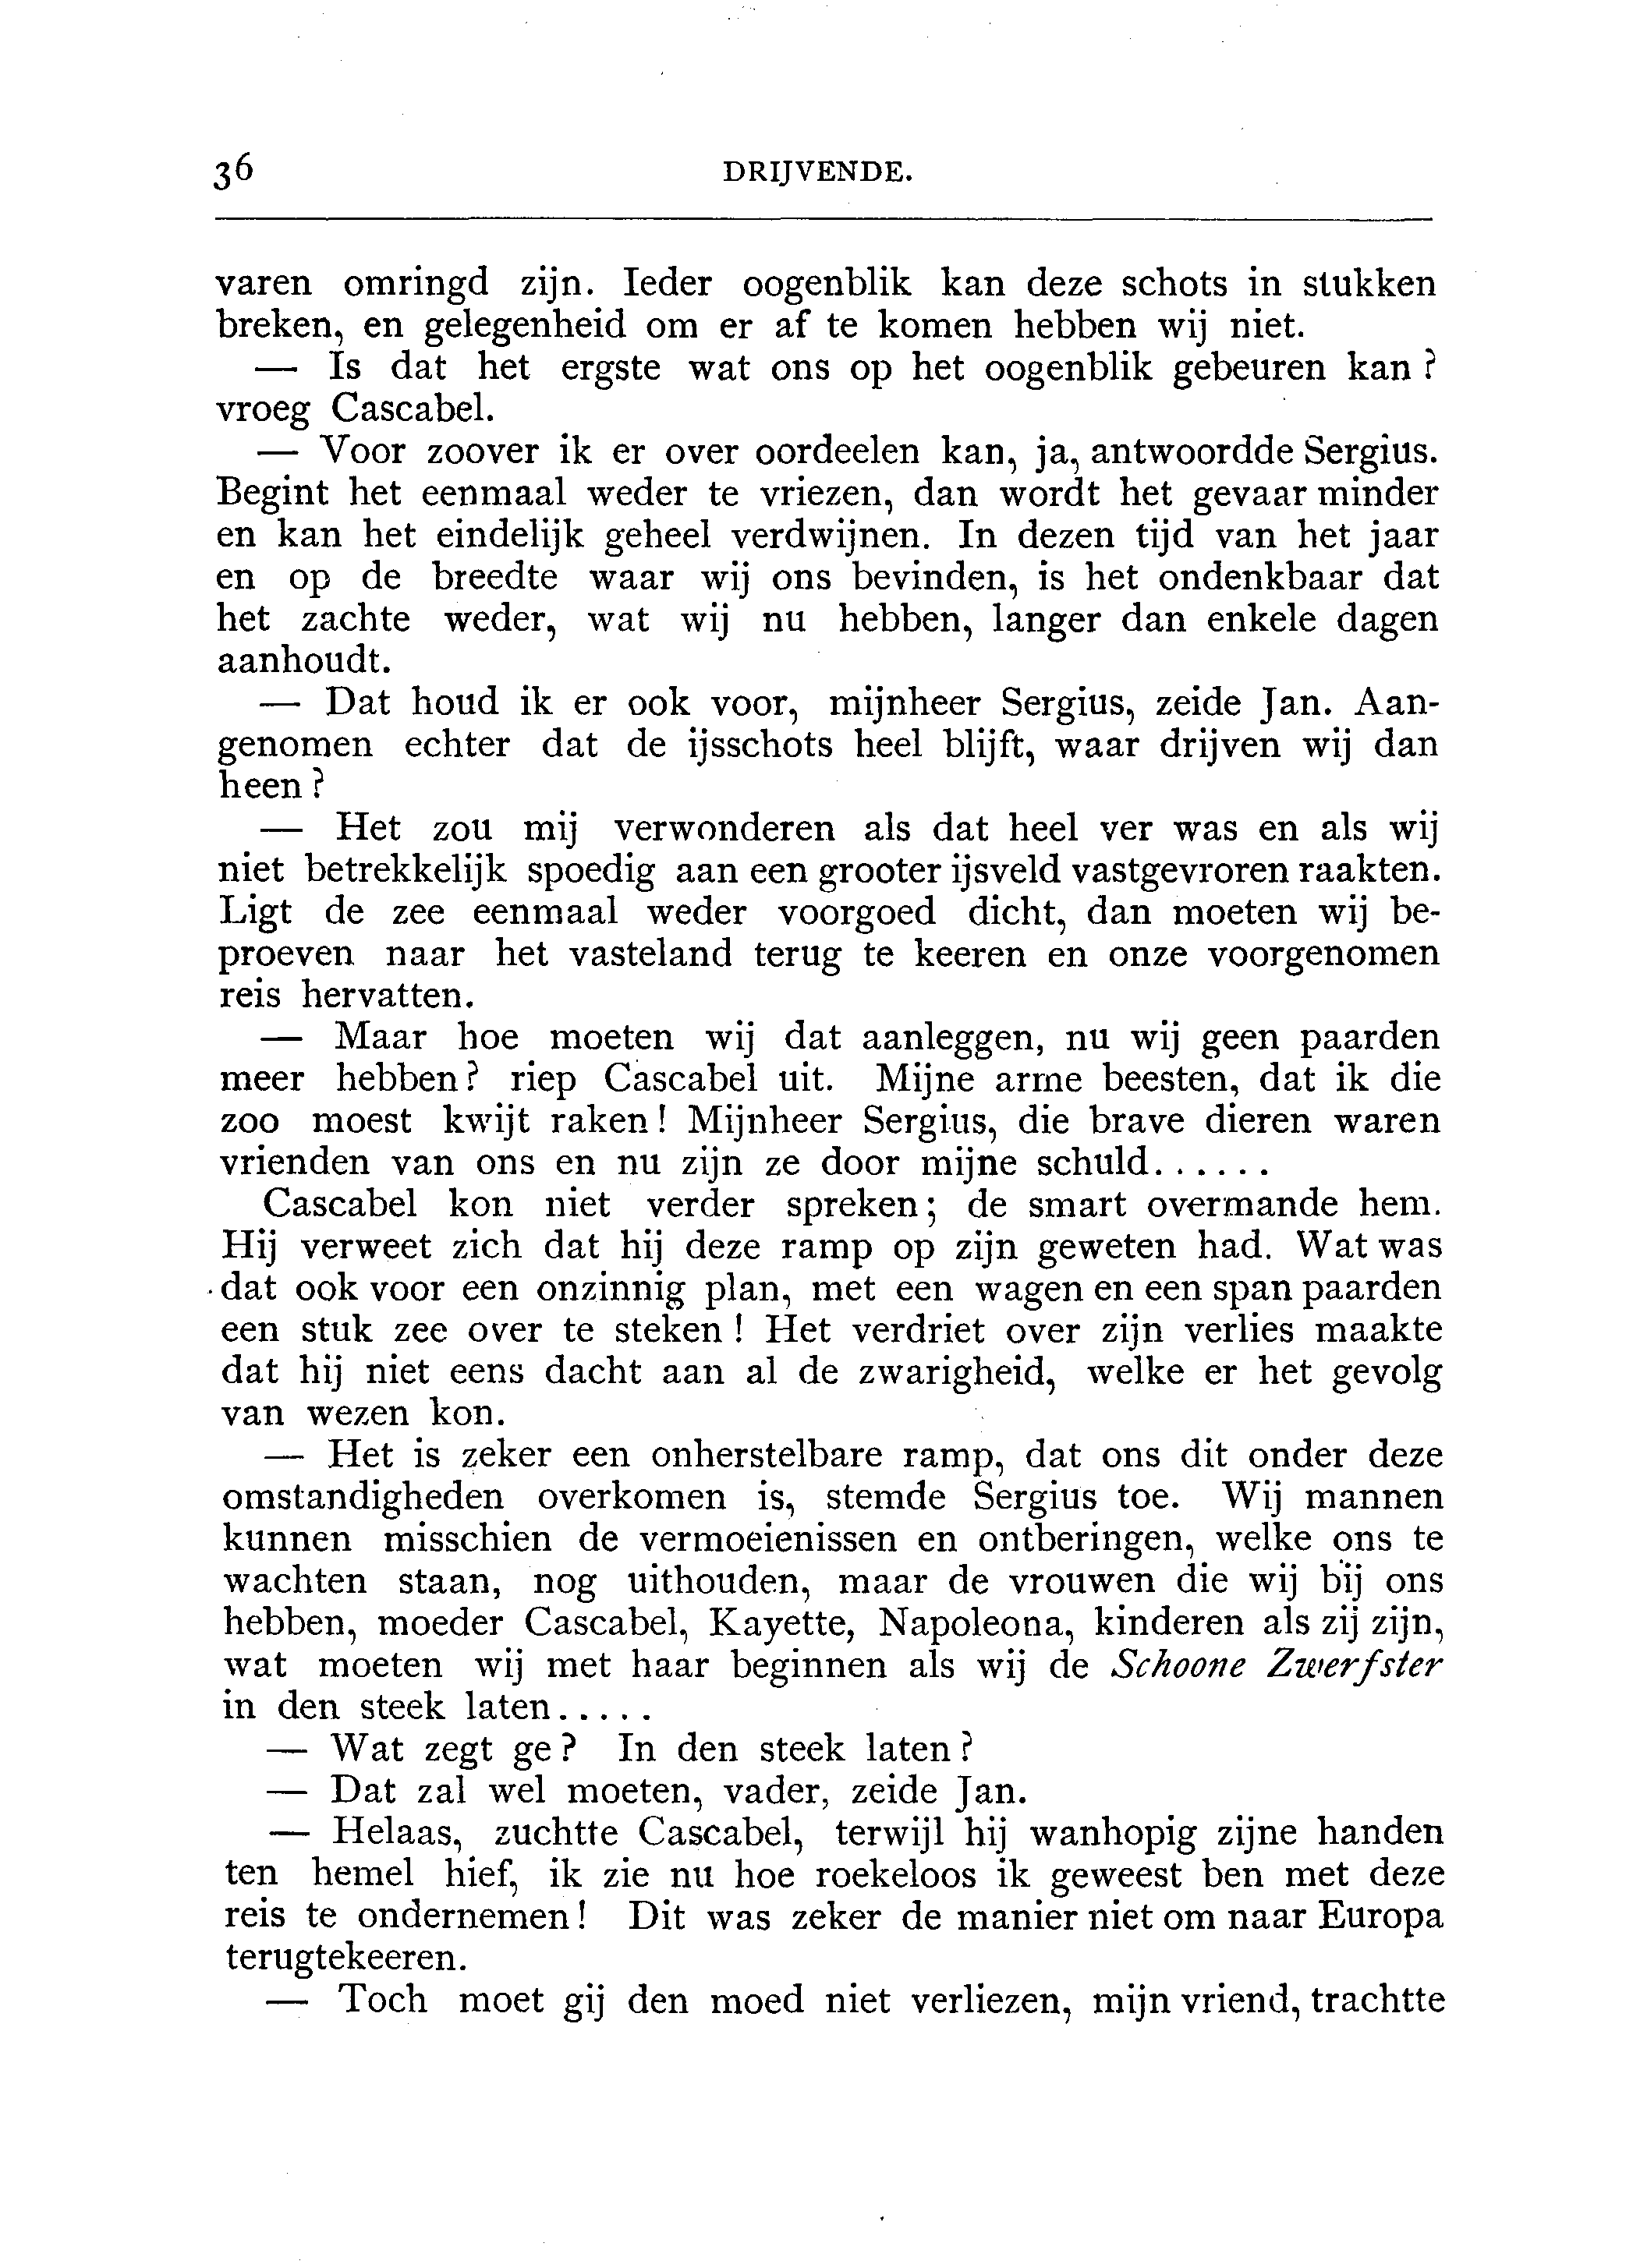 36 DRIJVENDE.
varen omringd zijn. Ieder oogenblik kan deze schots in stukken
breken, en gelegenheid om er af te komen hebben wij niet.
— Is dat het ergste wat ons op het oogenblik gebeuren kan?
vroeg Cascabel.
— Voor zoover ik er over oordeelen kan, ja, antwoordde Sergius.
Begint het eenmaal weder te vriezen, dan wordt het gevaar minder
en kan het eindelijk geheel verdwijnen. In dezen tijd van het jaar
en op de breedte waar wij ons bevinden, is het ondenkbaar dat
het zachte weder, wat wij nu hebben, langer dan enkele dagen
aanhoudt.
— Dat houd ik er ook voor, mijnheer Sergius, zeide Jan. Aan-
genomen echter dat de ijsschots heel blijft, waar drijven wij dan
heen?
— Het zou mij verwonderen als dat heel ver was en als wij
niet betrekkelijk spoedig aan een grooter ijsveld vastgevroren raakten.
Ligt de zee eenmaal weder voorgoed dicht, dan moeten wij be-
proeven naar het vasteland terug te keeren en onze voorgenomen
reis hervatten.
— Maar hoe moeten wij dat aanleggen, nu wij geen paarden
meer hebben? riep Cascabel uit. Mijne arme beesten, dat ik die
zoo moest kwijt raken! Mijnheer Sergius, die brave dieren waren
vrienden van ons en nu zijn ze door mijne schuld......
Cascabel kon niet verder spreken; de smart overmande hem.
Hij verweet zich dat hij deze ramp op zijn geweten had. Wat was
dat ook voor een onzinnig plan, met een wagen en een span paarden
een stuk zee over te steken! Het verdriet over zijn verlies maakte
dat hij niet eens dacht aan al de zwarigheid, welke er het gevolg
van wezen kon.
— Het is zeker een onherstelbare ramp, dat ons dit onder deze
omstandigheden overkomen is, stemde Sergius toe. Wij mannen
kunnen misschien de vermoeienissen en ontberingen, welke ons te
wachten staan, nog uithouden, maar de vrouwen die wij bij ons
hebben, moeder Cascabel, Kayette, Napoleona, kinderen als zij zijn,
wat moeten wij met haar beginnen als wij de Schoone Zwerfster
in den steek laten.....
— Wat zegt ge? In den steek laten?
— Dat zal wel moeten, vader, zeide Jan.
— Helaas, zuchtte Cascabel, terwijl hij wanhopig zijne handen
ten hemel hief, ik zie nu hoe roekeloos ik geweest ben met deze
reis te ondernemen! Dit was zeker de manier niet om naar Europa
terugtekeeren.
— Toch moet gij den moed niet verliezen, mijn vriend, trachtte